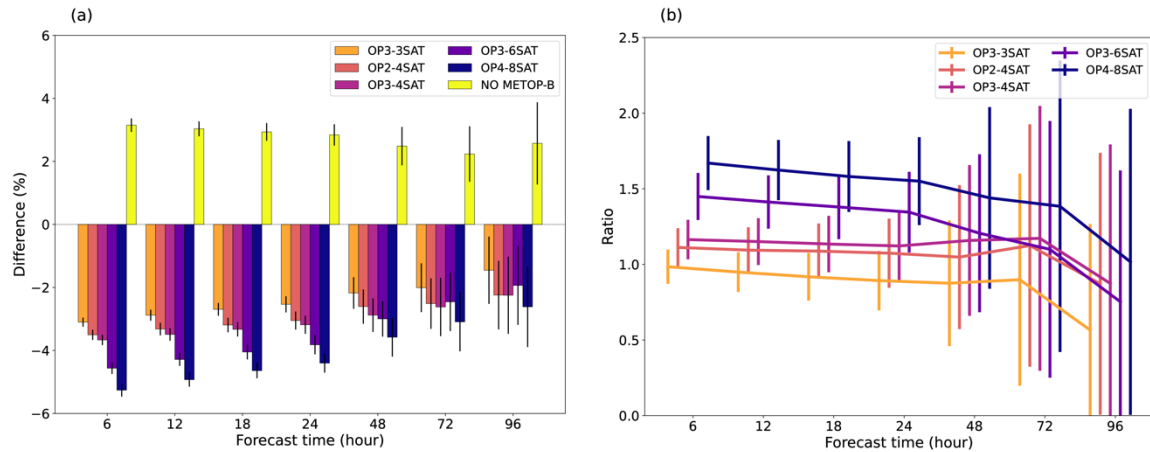 (a)
6
4
2
0
−2
−4
−6
Difference (%)
OP3-3SAT
OP2-4SAT
OP3-4SAT
OP3-6SAT
OP4-8SAT
NO METOP-B
6 12 18 24 48 72 96
Forecast time (hour)
(b)
2.5
2.0
1.5
1.0
0.5
0.0
Ratio
OP3-3SAT
OP2-4SAT
OP3-4SAT
OP3-6SAT
OP4-8SAT
6 12 18 24 48 72 96
Forecast time (hour)